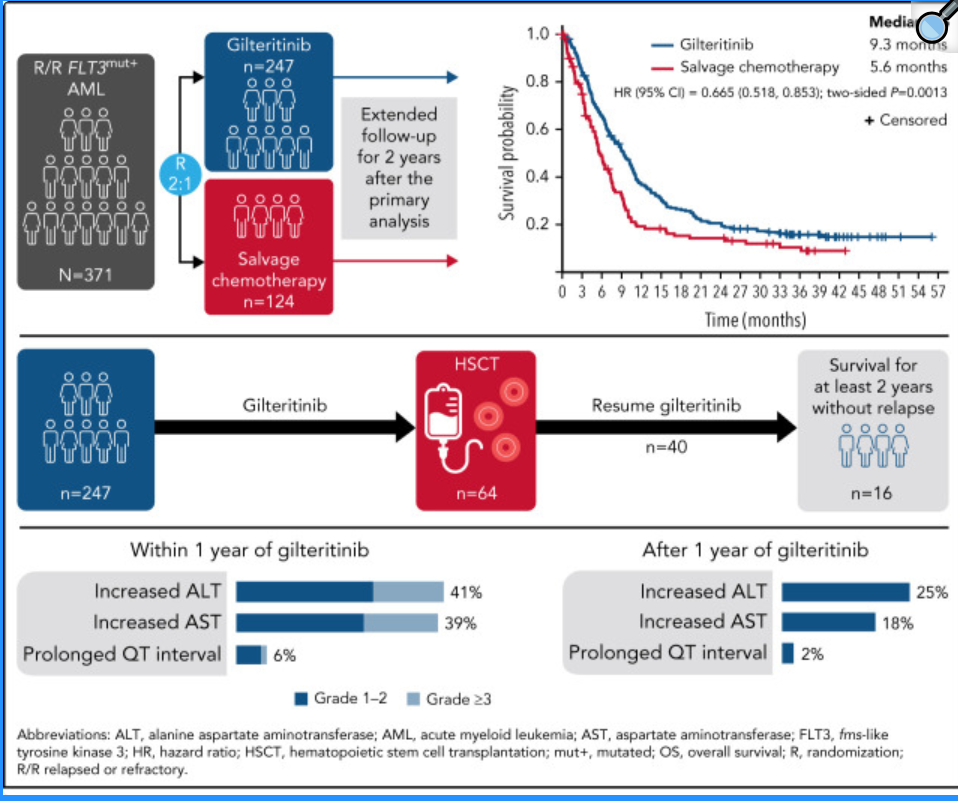 R/R FLT3mut+
AML
N=371
R
2:1
Gilteritinib
n=247
Salvage
chemotherapy
n=124
Extended
follow-up
for 2 years
after the
primary
analysis
Survival probability
1.0
0.8
0.6
0.4
0.2
Gilteritinib 9.3 months
Salvage chemotherapy 5.6 months
HR (95% CI) = 0.665 (0.518, 0.853); two-sided P=0.0013
+ Censored
0 3 6 9 12 15 18 21 24 27 30 33 36 39 42 45 48 51 54 57
Time (months)
n=247
Gilteritinib
HSCT
n=64
Resume gilteritinib
n=40
Survival for
at least 2 years
without relapse
n=16
Within 1 year of gilteritinib
Increased ALT 41%
Increased AST 39%
Prolonged QT interval 6%
After 1 year of gilteritinib
Increased ALT 25%
Increased AST 18%
Prolonged QT interval 2%
Grade 1–2 Grade ≥3
Abbreviations: ALT, alanine aspartate aminotransferase; AML, acute myeloid leukemia; AST, aspartate aminotransferase; FLT3, fms-like
tyrosine kinase 3; HR, hazard ratio; HSCT, hematopoietic stem cell transplantation; mut+, mutated; OS, overall survival; R, randomization;
R/R relapsed or refractory.